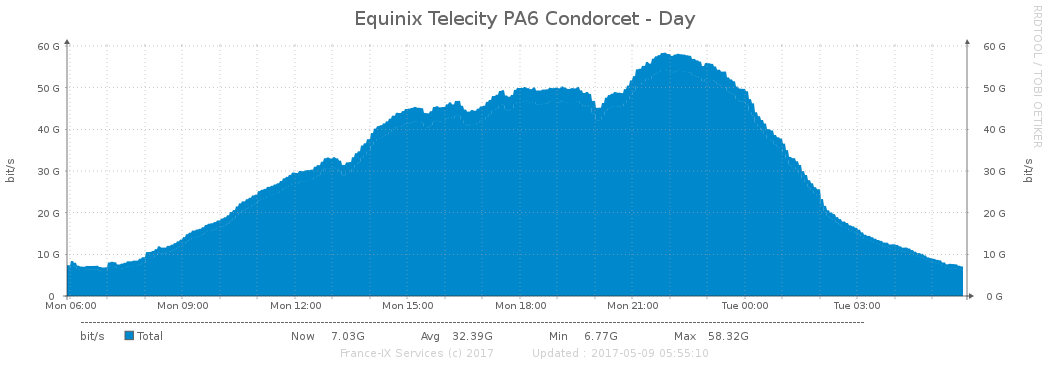 Equinix Telecity PA6 Condorcet - Day
RRDTOOL / TOBI OETIKER
60 G 60 G
50 G 50 G
40 G 40 G
30 G 30 G
20 G 20 G
10 G 10 G
0 0 G
bit/s
bit/s
Mon 06:00 Mon 09:00 Mon 12:00 Mon 15:00 Mon 18:00 Mon 21:00 Tue 00:00 Tue 03:00
bit/s Total Now 7.03G Avg 32.39G Min 6.77G Max 58.32G
France-IX Services (c) 2017 Updated : 2017-05-09 05:55:10